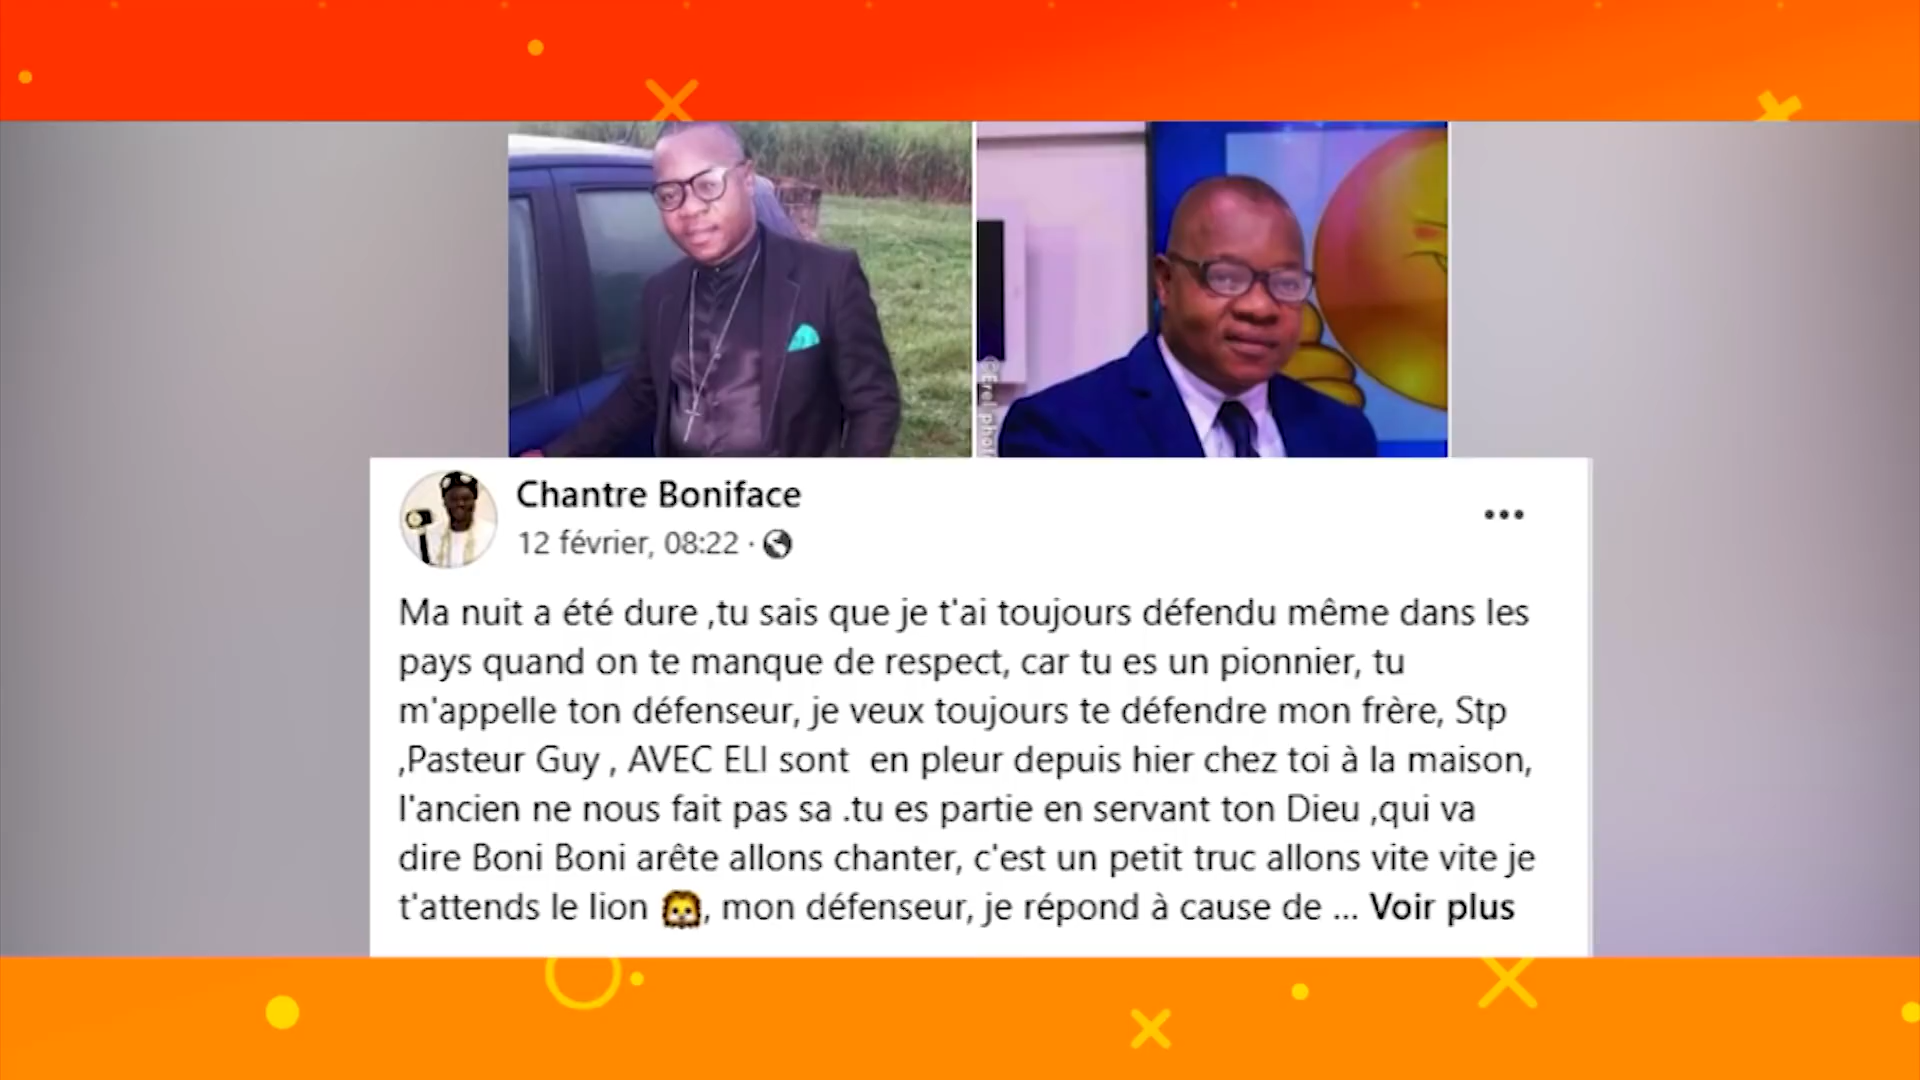 ©Erel phot
Chantre Boniface
12 février, 08:22 ·
Ma nuit a été dure ,tu sais que je t'ai toujours défendu même dans les
pays quand on te manque de respect, car tu es un pionnier, tu
m'appelle ton défenseur, je veux toujours te défendre mon frère, Stp
,Pasteur Guy , AVEC ELI sont en pleur depuis hier chez toi à la maison,
l'ancien ne nous fait pas sa .tu es partie en servant ton Dieu ,qui va
dire Boni Boni arête allons chanter, c'est un petit truc allons vite vite je
t'attends le lion 🦁, mon défenseur, je répond à cause de ... Voir plus